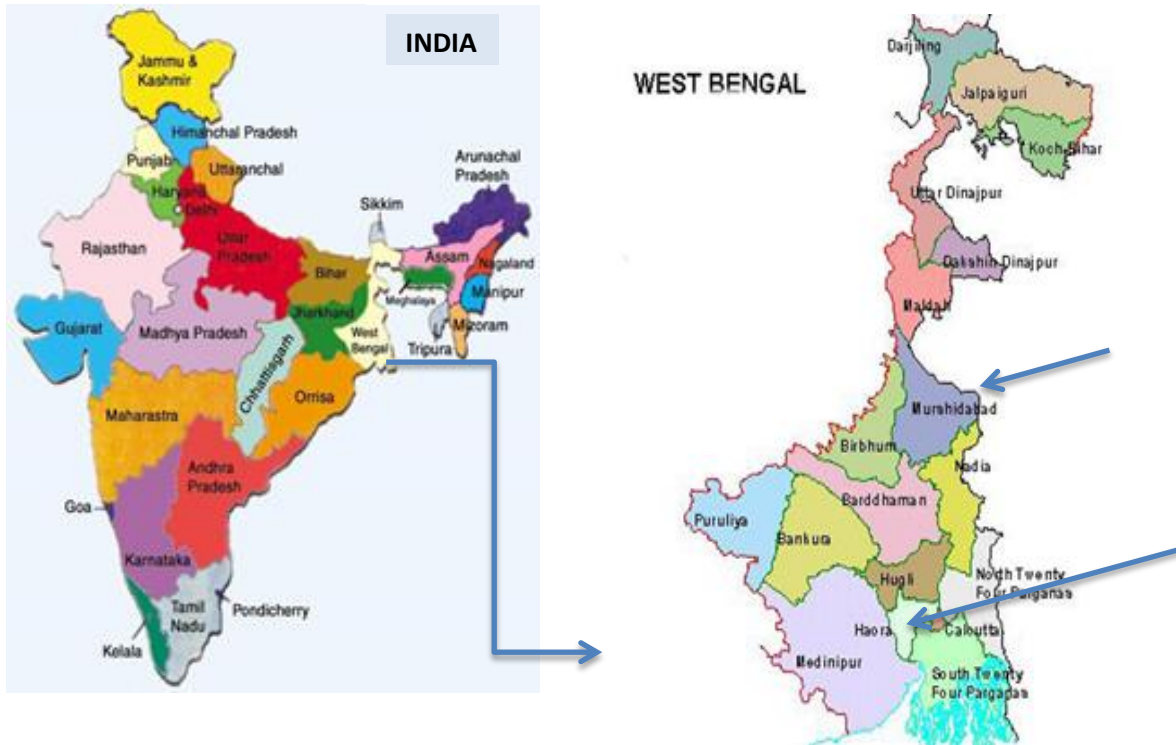 INDIA
Jammu &
Kashmir
Himanchal Pradesh
Punjab
Uttaranchal
Haryana
Delhi
Arunachal
Pradesh
Sikkim
Rajasthan
Uttar
Pradesh
Bihar
Assam
Nagaland
Meghalaya
Manipur
Gujarat
Madhya Pradesh
Jharkhand
West
Bengal
Mizoram
Tripura
Chhattiagarh
Orrisa
Maharastra
Andhra
Pradesh
Goa
Karnataka
Tamil
Nadu
Pondicherry
Kelala
WEST BENGAL
Darjiling
Jalpaiguri
Koch Bihar
Uttar Dinajpur
Dakshin Dinajpur
Maldah
Murshidabad
Birbhum
Nadia
Barddhaman
Puruliya
Bankura
Hugli
North Twenty
Four Parganas
Haora
Calcutta
Medinipur
South Twenty
Four Parganas